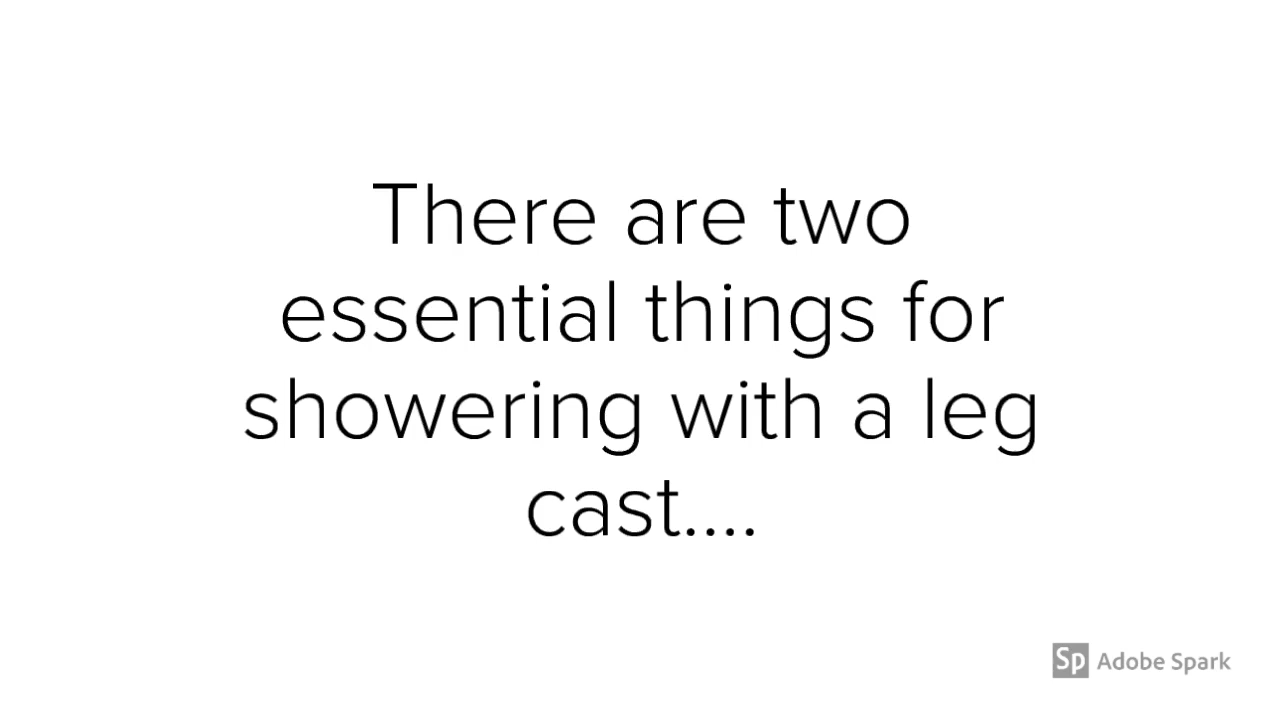 There are two
essential things for
showering with a leg
cast....
Sp Adobe Spark